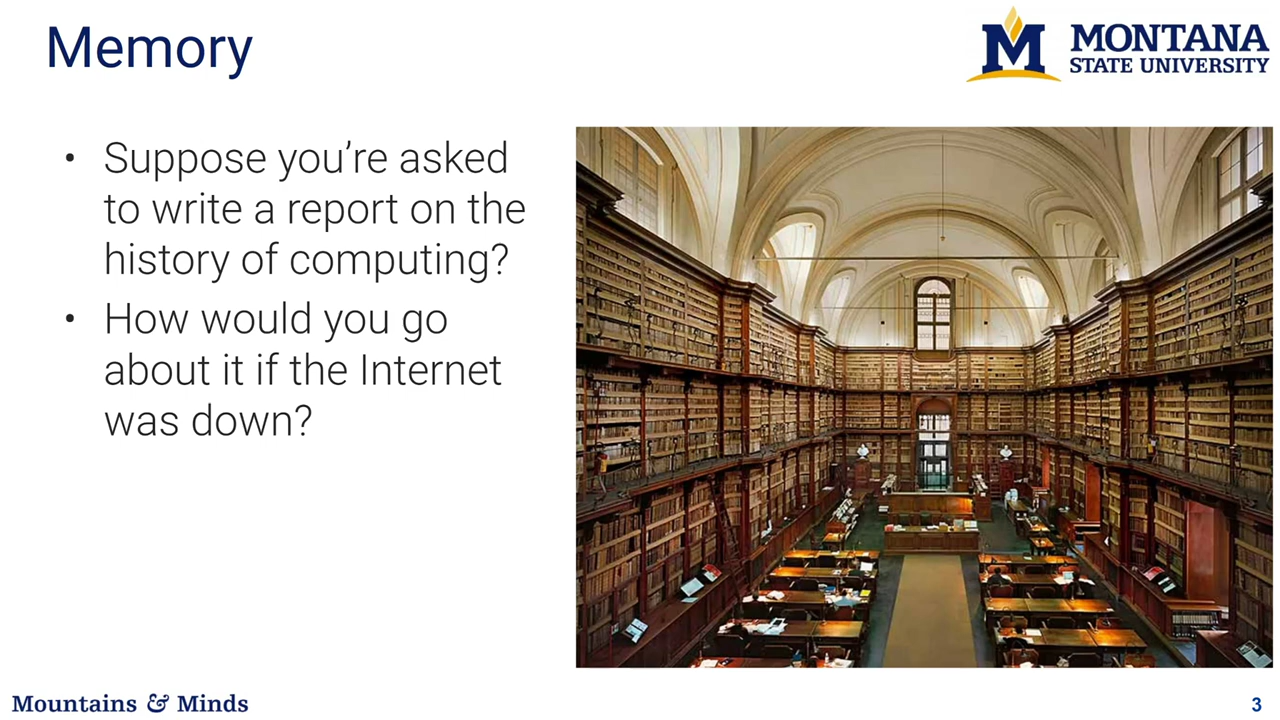 Memory
MONTANA
STATE UNIVERSITY
• Suppose you’re asked
to write a report on the
history of computing?
• How would you go
about it if the Internet
was down?
Mountains & Minds
3